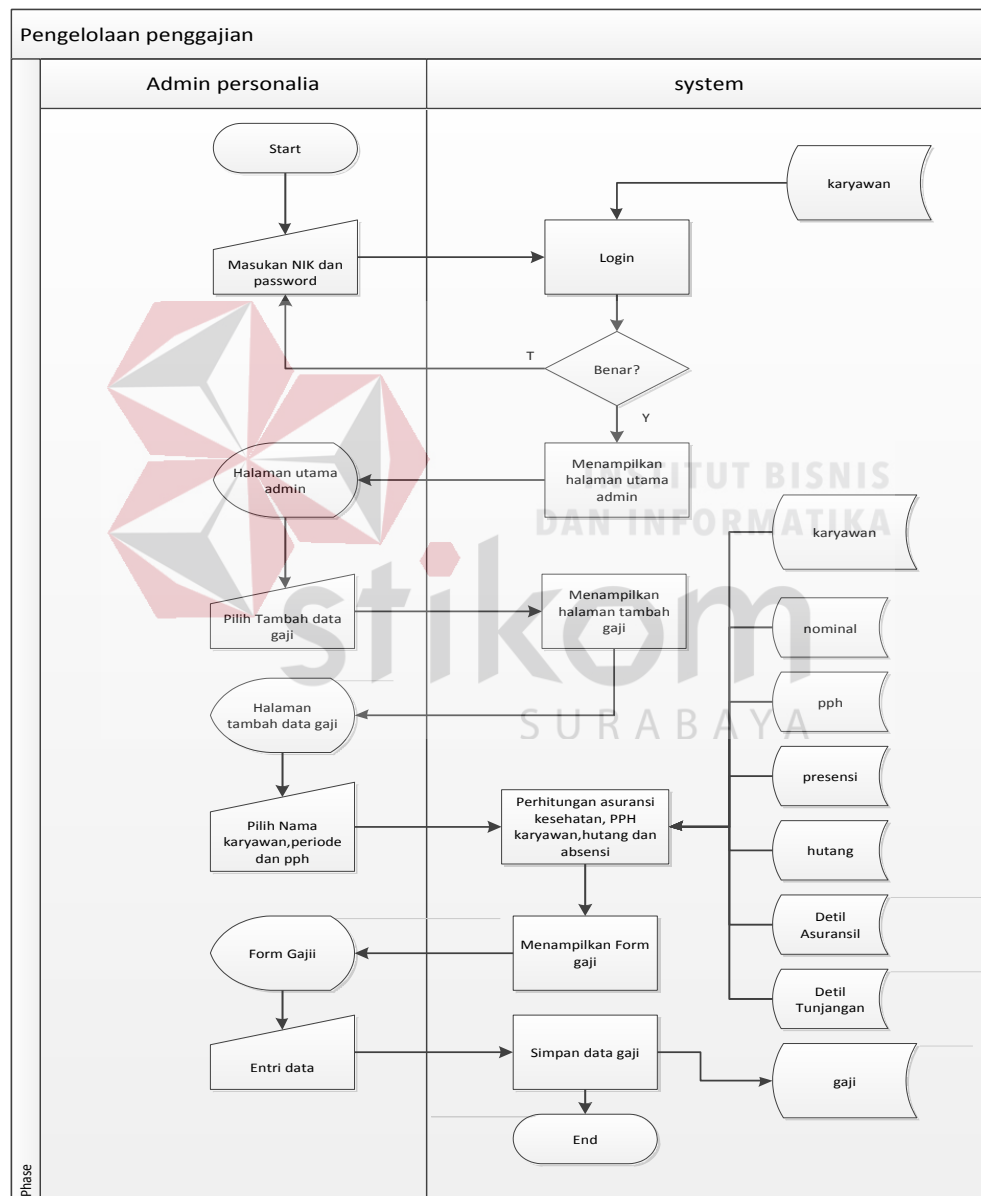 Pengelolaan penggajian
Admin personalia
system
Start
karyawan
Masukan NIK dan
password
Login
T
Benar?
Y
Halaman utama
admin
Menampilkan
halaman utama
admin
INSTITUT BISNIS
DAN INFORMATIKA
karyawan
Pilih Tambah data
gaji
Menampilkan
halaman tambah
gaji
stikom
nominal
Halaman
tambah data gaji
SURABAYA
pph
presensi
Pilih Nama
karyawan,periode
dan pph
Perhitungan asuransi
kesehatan, PPH
karyawan,hutang dan
absensi
hutang
Form Gajii
Menampilkan Form
gaji
Detil
Asuransil
Detil
Tunjangan
Entri data
Simpan data gaji
gaji
End
Phase